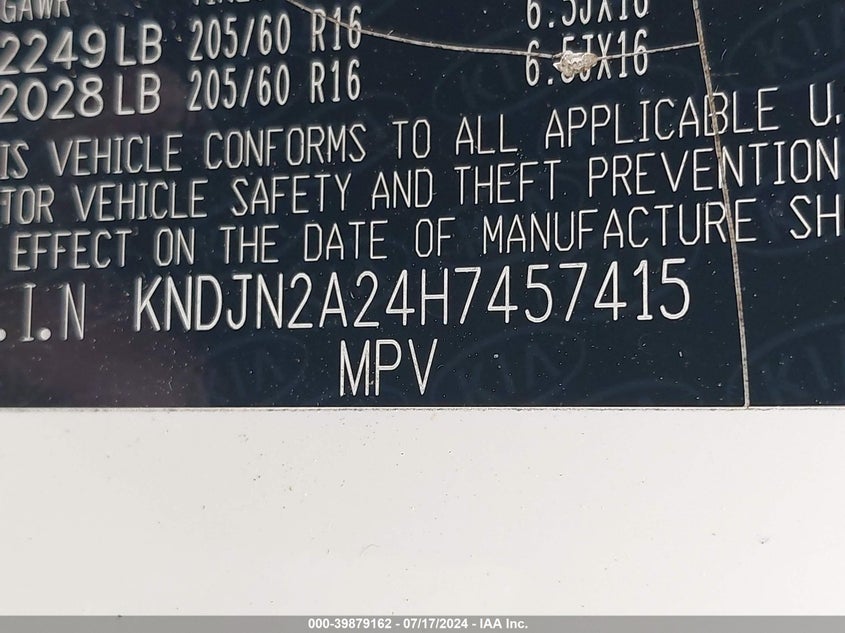 GAWR
2249 LB 205/60 R16 6.5JX16
2028 LB 205/60 R16 6.5JX16
IS VEHICLE CONFORMS TO ALL APPLICABLE U.
TOR VEHICLE SAFETY AND THEFT PREVENTION
EFFECT ON THE DATE OF MANUFACTURE SH
.I.N KNDJN2A24H7457415
MPV
000-39879162 - 07/17/2024 - IAA Inc.